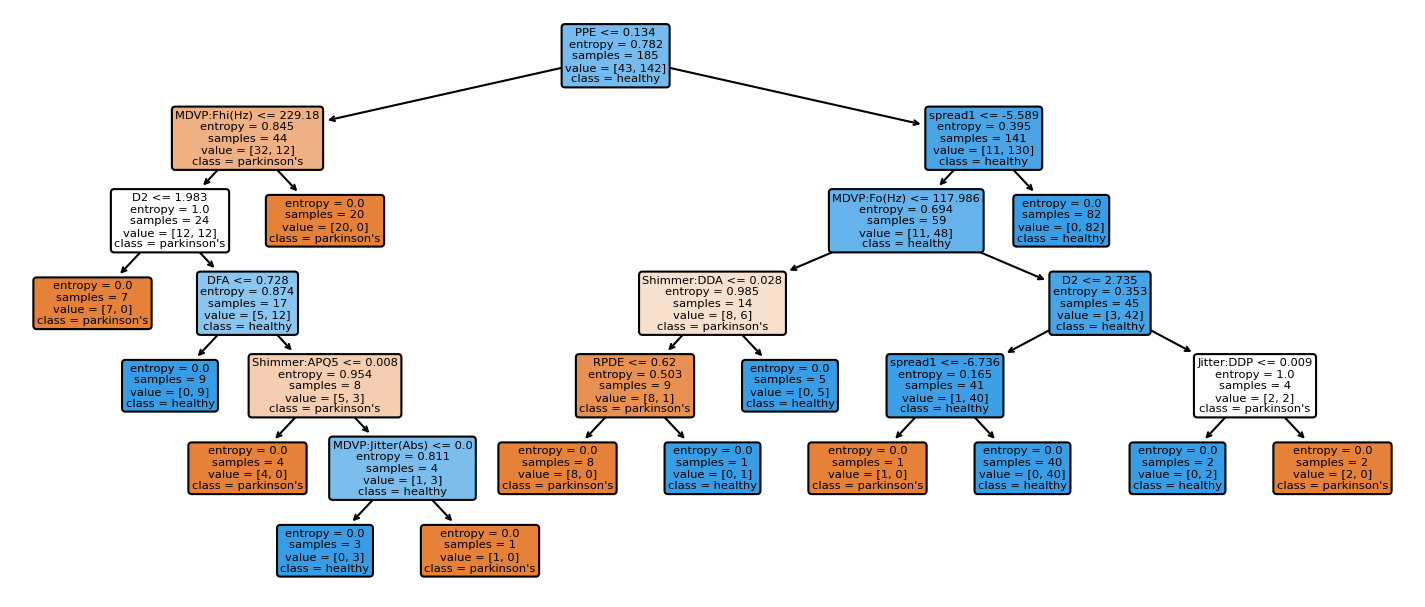 PPE <= 0.134
entropy = 0.782
samples = 185
value = [43, 142]
class = healthy
MDVP:Fhi(Hz) <= 229.18
entropy = 0.845
samples = 44
value = [32, 12]
class = parkinson's
spread1 <= -5.589
entropy = 0.395
samples = 141
value = [11, 130]
class = healthy
D2 <= 1.983
entropy = 1.0
samples = 24
value = [12, 12]
class = parkinson's
entropy = 0.0
samples = 20
value = [20, 0]
class = parkinson's
MDVP:Fo(Hz) <= 117.986
entropy = 0.694
samples = 59
value = [11, 48]
class = healthy
entropy = 0.0
samples = 82
value = [0, 82]
class = healthy
entropy = 0.0
samples = 7
value = [7, 0]
class = parkinson's
DFA <= 0.728
entropy = 0.874
samples = 17
value = [5, 12]
class = healthy
Shimmer:DDA <= 0.028
entropy = 0.985
samples = 14
value = [8, 6]
class = parkinson's
D2 <= 2.735
entropy = 0.353
samples = 45
value = [3, 42]
class = healthy
entropy = 0.0
samples = 9
value = [0, 9]
class = healthy
Shimmer:APQ5 <= 0.008
entropy = 0.954
samples = 8
value = [5, 3]
class = parkinson's
RPDE <= 0.62
entropy = 0.503
samples = 9
value = [8, 1]
class = parkinson's
entropy = 0.0
samples = 5
value = [0, 5]
class = healthy
spread1 <= -6.736
entropy = 0.165
samples = 41
value = [1, 40]
class = healthy
Jitter:DDP <= 0.009
entropy = 1.0
samples = 4
value = [2, 2]
class = parkinson's
entropy = 0.0
samples = 4
value = [4, 0]
class = parkinson's
MDVP:Jitter(Abs) <= 0.0
entropy = 0.811
samples = 4
value = [1, 3]
class = healthy
entropy = 0.0
samples = 8
value = [8, 0]
class = parkinson's
entropy = 0.0
samples = 1
value = [0, 1]
class = healthy
entropy = 0.0
samples = 1
value = [1, 0]
class = parkinson's
entropy = 0.0
samples = 40
value = [0, 40]
class = healthy
entropy = 0.0
samples = 2
value = [0, 2]
class = healthy
entropy = 0.0
samples = 2
value = [2, 0]
class = parkinson's
entropy = 0.0
samples = 3
value = [0, 3]
class = healthy
entropy = 0.0
samples = 1
value = [1, 0]
class = parkinson's